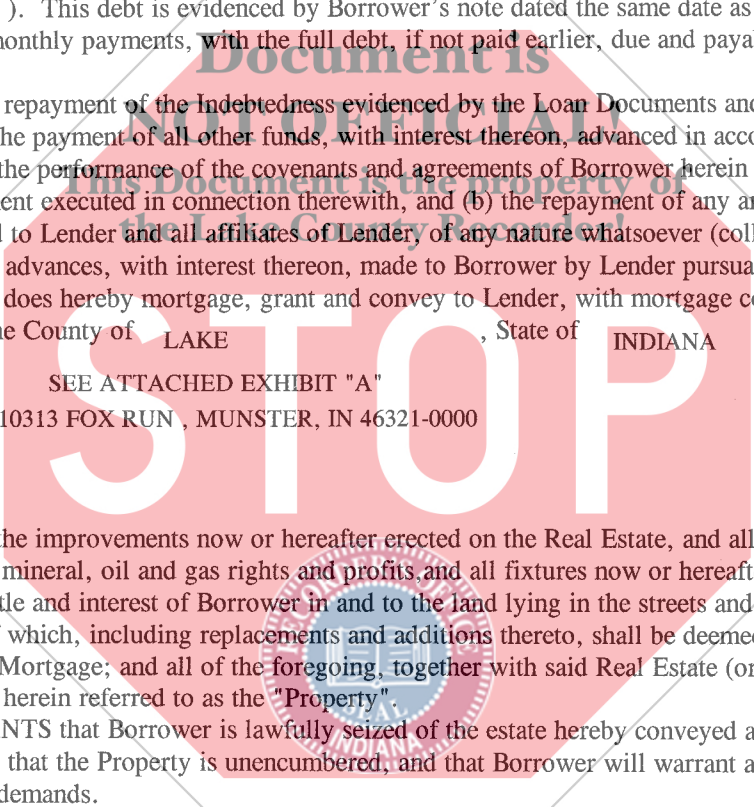 ). This debt is evidenced by Borrower's note dated the same date as
monthly payments, with the full debt, if not paid earlier, due and paya
Document is
repayment of the Indebtedness evidenced by the Loan Documents and
NOT OFFICIAL!
he payment of all other funds, with interest thereon, advanced in acco
the performance of the covenants and agreements of Borrower herein
This Document is the property of
ent executed in connection therewith, and (b) the repayment of any a
the Lake County Recorder!
to Lender and all affiliates of Lender, of any nature whatsoever (coll
advances, with interest thereon, made to Borrower by Lender pursua
does hereby mortgage, grant and convey to Lender, with mortgage c
e County of LAKE , State of INDIANA
STOP
SEE ATTACHED EXHIBIT "A"
10313 FOX RUN , MUNSTER, IN 46321-0000
the improvements now or hereafter erected on the Real Estate, and all
mineral, oil and gas rights and profits,and all fixtures now or hereaft
tle and interest of Borrower in and to the land lying in the streets and
f which, including replacements and additions thereto, shall be deemed
Mortgage; and all of the foregoing, together with said Real Estate (or
herein referred to as the "Property".
NTS that Borrower is lawfully seized of the estate hereby conveyed a
that the Property is unencumbered, and that Borrower will warrant a
demands.
RECORDER'S OFFICE
SEAL
INDIANA